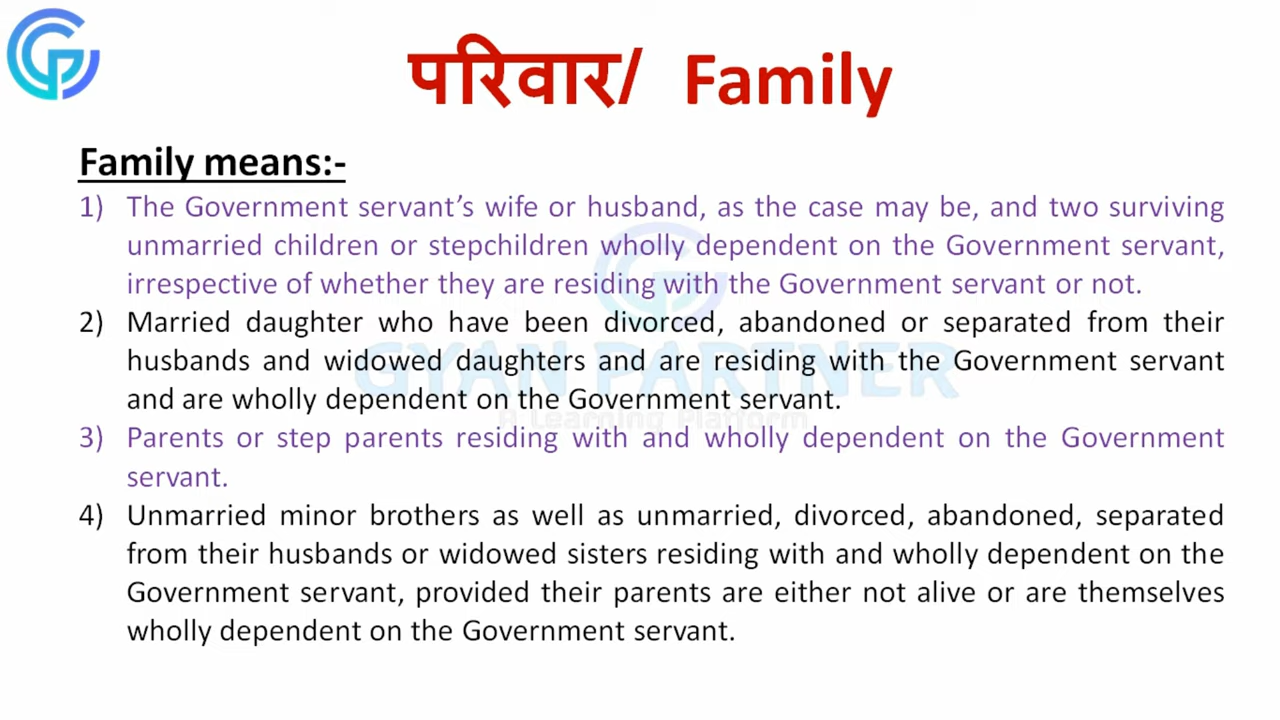 परिवार/ Family
Family means:-
1) The Government servant's wife or husband, as the case may be, and two surviving
unmarried children or stepchildren wholly dependent on the Government servant,
irrespective of whether they are residing with the Government servant or not.
2) Married daughter who have been divorced, abandoned or separated from their
husbands and widowed daughters and are residing with the Government servant
and are wholly dependent on the Government servant.
3) Parents or step parents residing with and wholly dependent on the Government
servant.
4) Unmarried minor brothers as well as unmarried, divorced, abandoned, separated
from their husbands or widowed sisters residing with and wholly dependent on the
Government servant, provided their parents are either not alive or are themselves
wholly dependent on the Government servant.
GYAN PARTNER
A Learning Platform